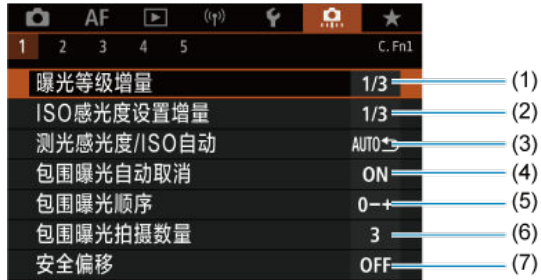 AF
1 2 3 4 5 C.Fn1
曝光等级增量 1/3 (1)
ISO感光度设置增量 1/3 (2)
测光感光度/ISO自动 AUTO (3)
包围曝光自动取消 ON (4)
包围曝光顺序 0-+ (5)
包围曝光拍摄数量 3 (6)
安全偏移 OFF (7)